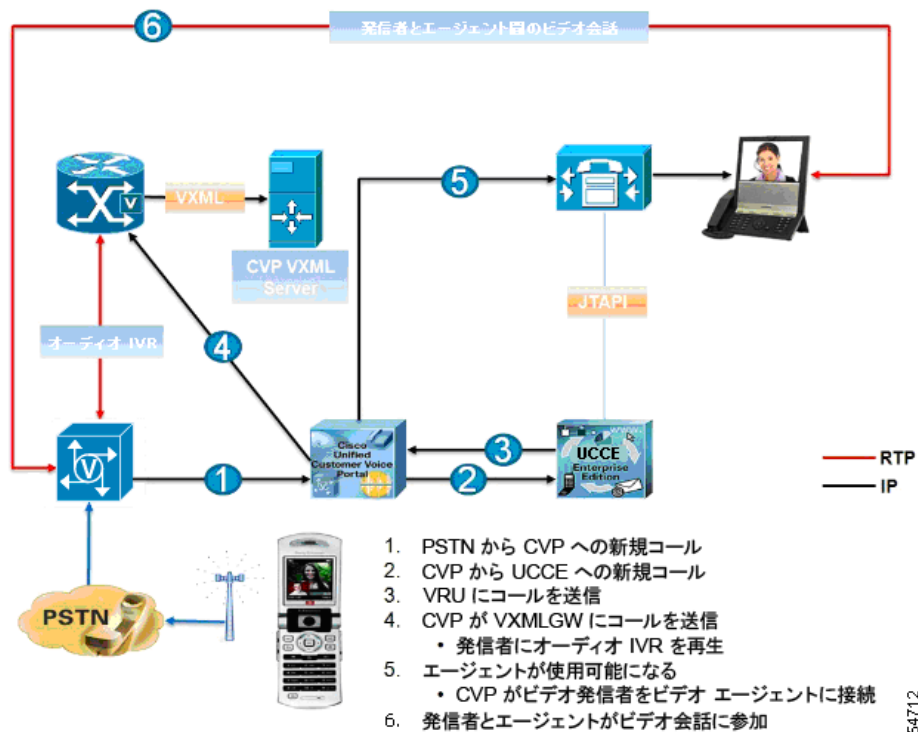 6
発信者とエージェント間のビデオ会話
V
VXML
5
CVP VXML
Server
JTAPI
オーディオ IVR
4
V
1
Cisco
Unified
Customer Voice
Portal
3
2
UCCE
Enterprise
Edition
RTP
IP
PSTN
1. PSTN から CVP への新規コール
2. CVP から UCCE への新規コール
3. VRU にコールを送信
4. CVP が VXMLGW にコールを送信
• 発信者にオーディオ IVR を再生
5. エージェントが使用可能になる
• CVP がビデオ発信者をビデオ エージェントに接続
6. 発信者とエージェントがビデオ会話に参加
54712